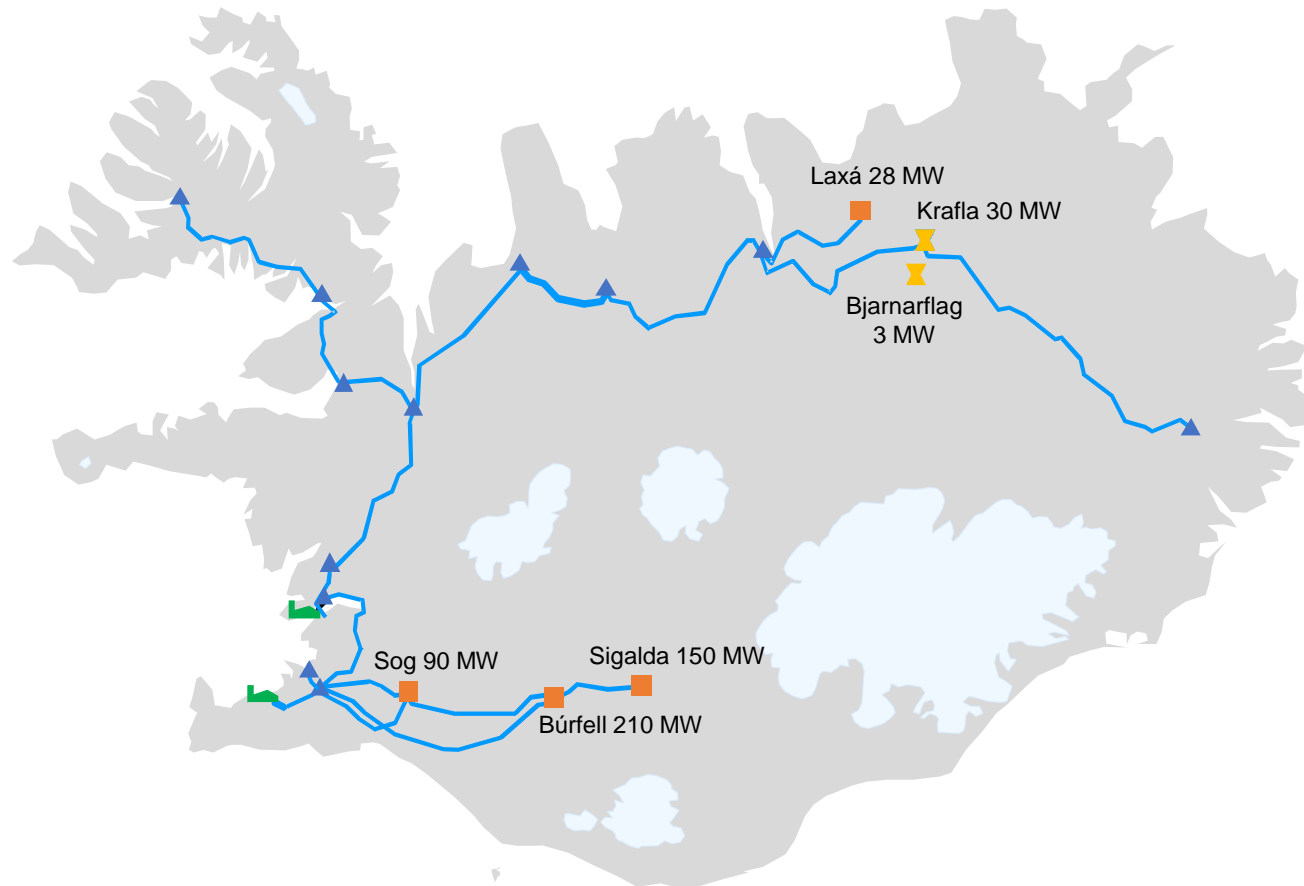 Laxá 28 MW
Krafla 30 MW
Bjarnarflag
3 MW
Sog 90 MW
Sigalda 150 MW
Búrfell 210 MW